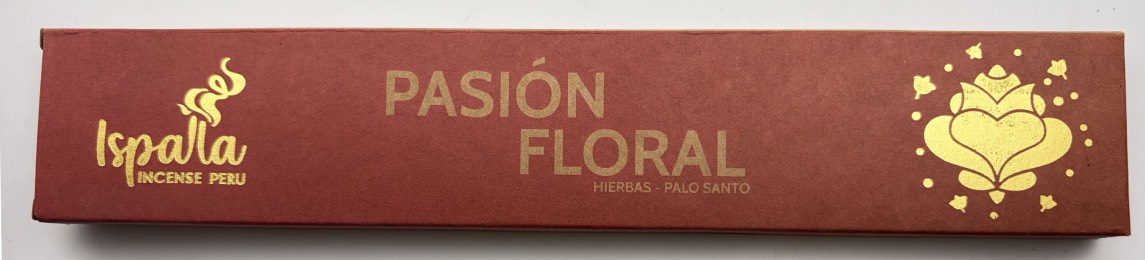 Ispalla
INCENSE PERU
PASIÓN
FLORAL
HIERBAS - PALO SANTO